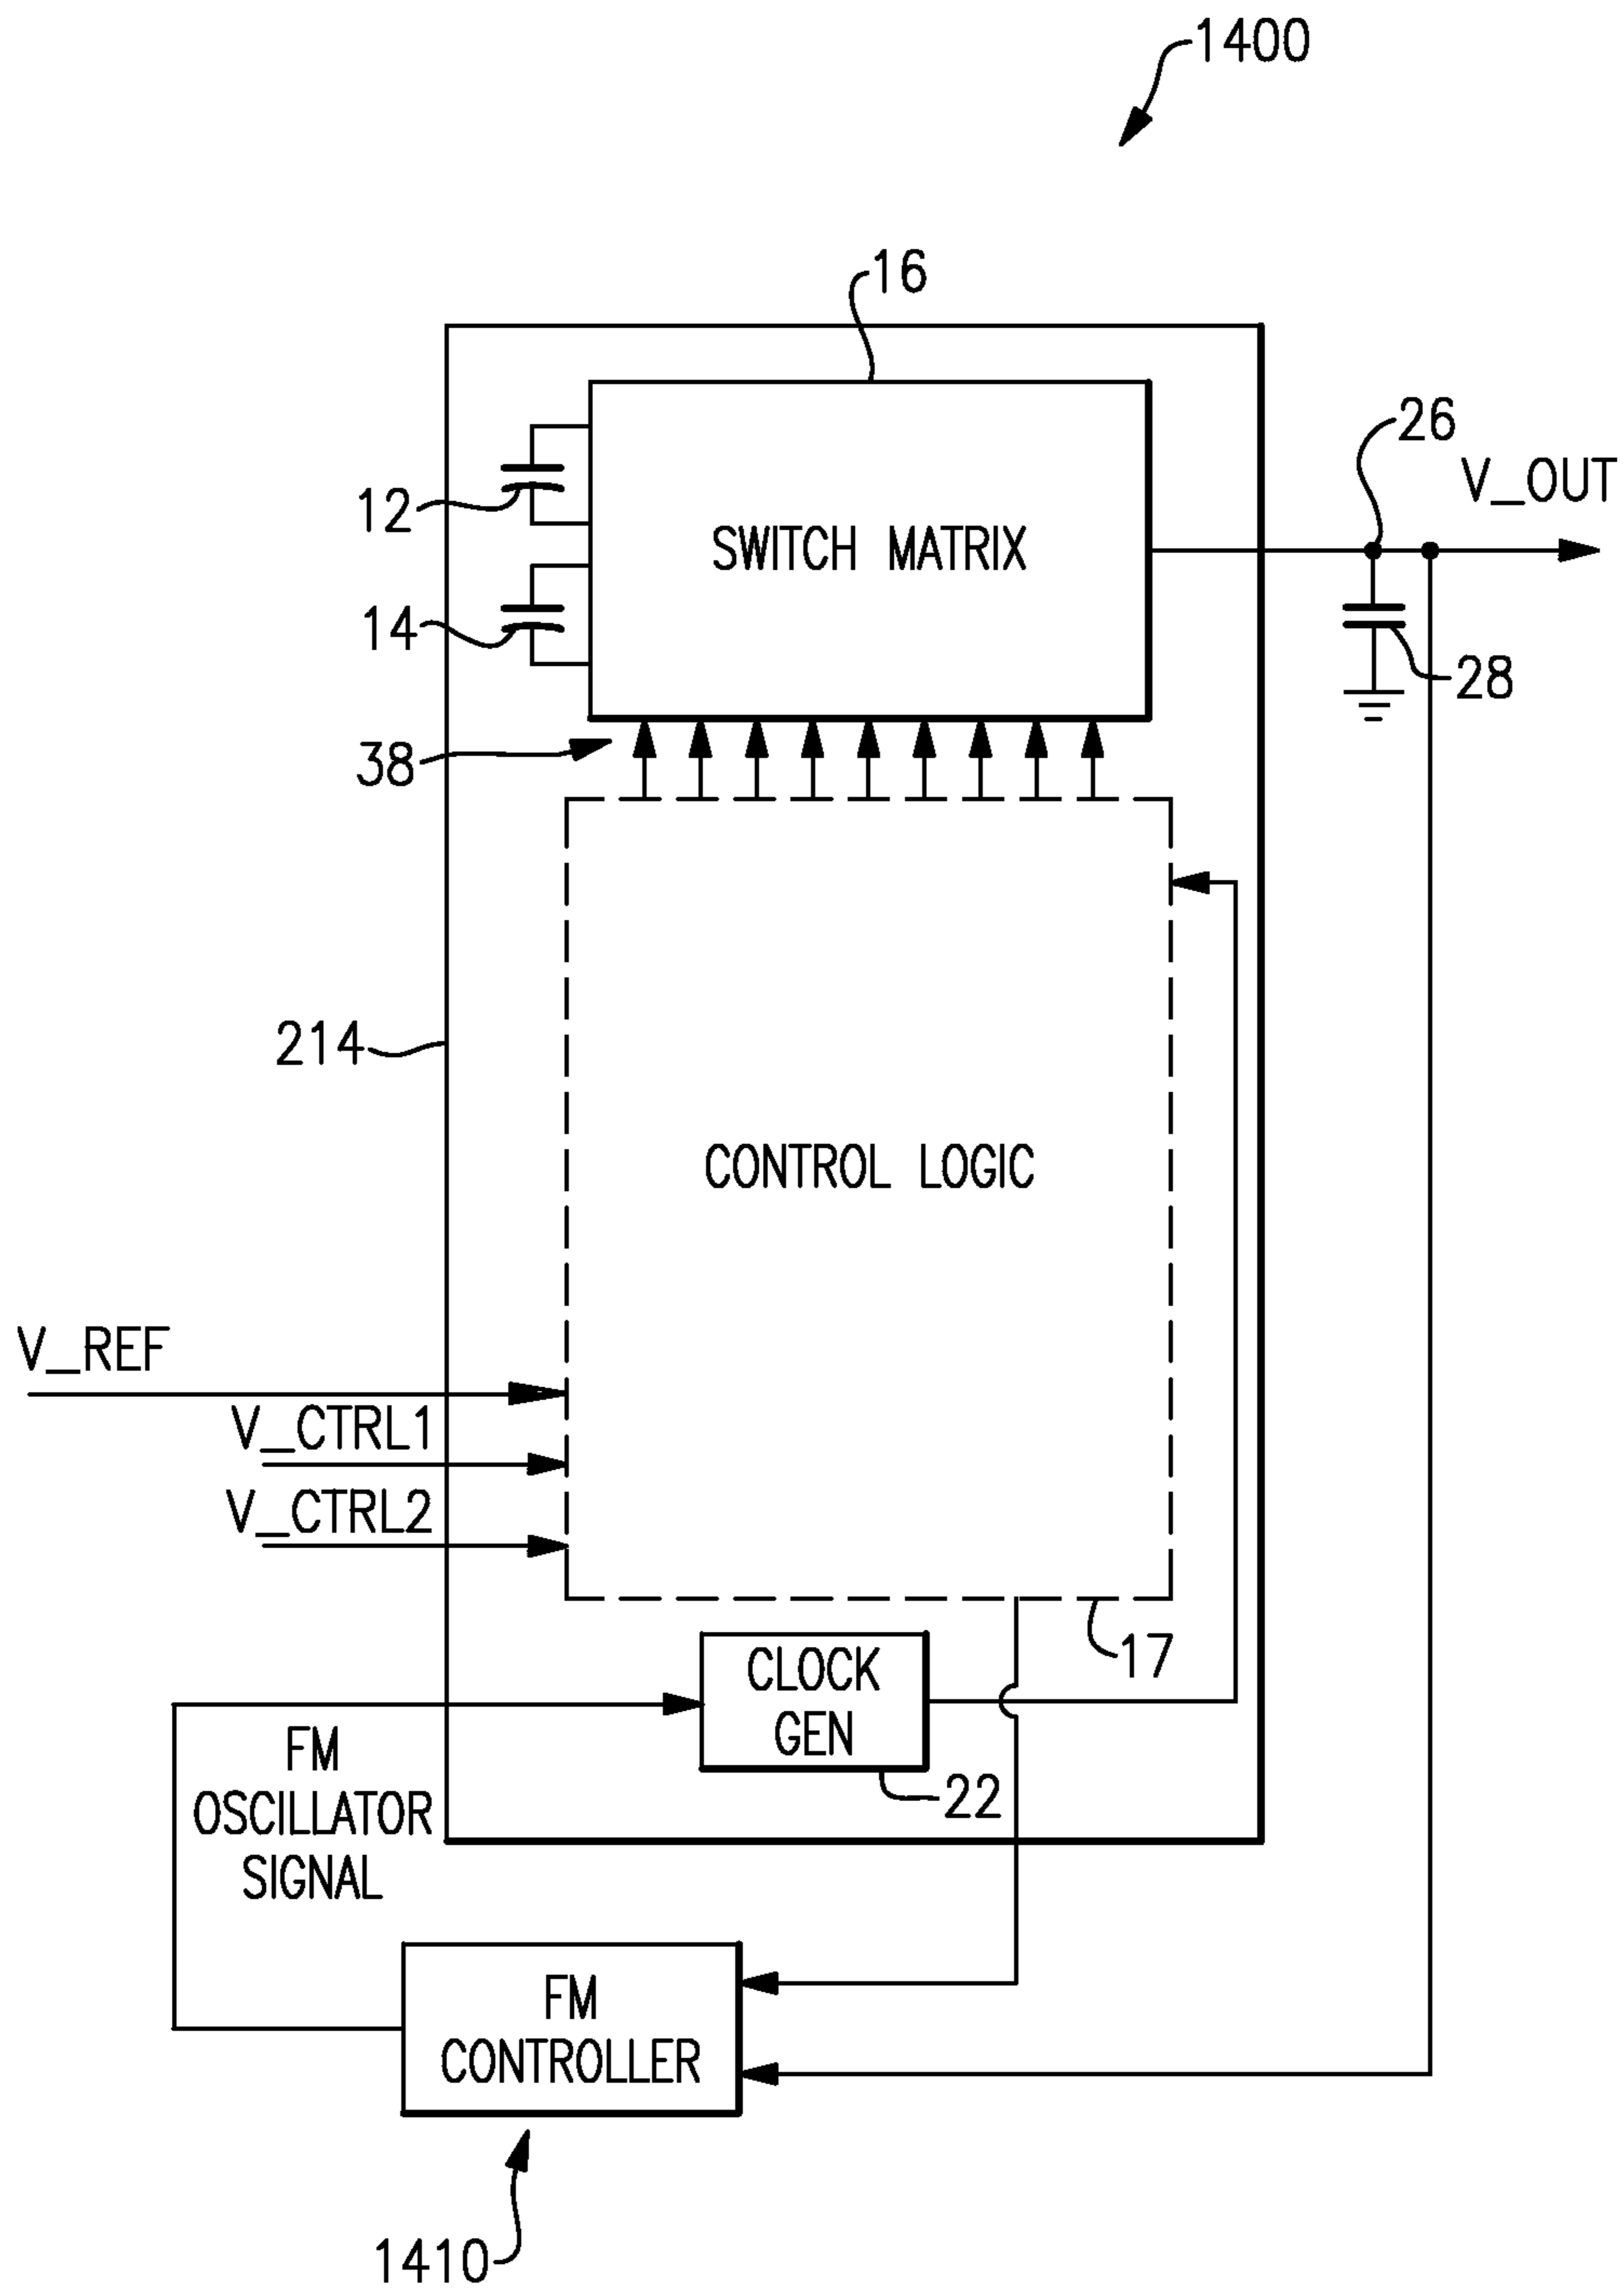 1400
16
26
V_OUT
12
SWITCH MATRIX
14
28
38
214
CONTROL LOGIC
V_REF
V_CTRL1
V_CTRL2
17
CLOCK
GEN
FM
OSCILLATOR
SIGNAL
22
FM
CONTROLLER
1410